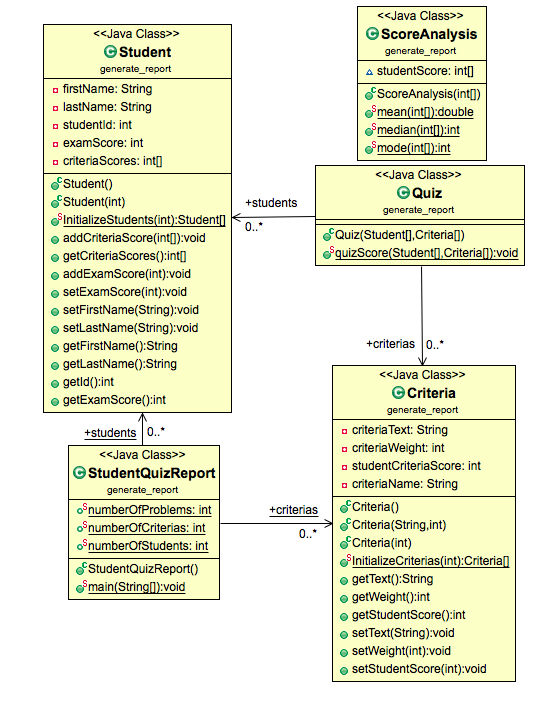 <<Java Class>>
Student
generate_report
firstName: String
lastName: String
studentId: int
examScore: int
criteriaScores: int[]
Student()
Student(int)
InitializeStudents(int):Student[]
addCriteriaScore(int[]):void
getCriteriaScores():int[]
addExamScore(int):void
setExamScore(int):void
setFirstName(String):void
setLastName(String):void
getFirstName():String
getLastName():String
getId():int
getExamScore():int
<<Java Class>>
ScoreAnalysis
generate_report
studentScore: int[]
ScoreAnalysis(int[])
mean(int[]):double
median(int[]):int
mode(int[]):int
<<Java Class>>
Quiz
generate_report
Quiz(Student[],Criteria[])
quizScore(Student[],Criteria[]):void
+students
0..*
+criterias
0..*
<<Java Class>>
Criteria
generate_report
criteriaText: String
criteriaWeight: int
studentCriteriaScore: int
criteriaName: String
Criteria()
Criteria(String,int)
Criteria(int)
InitializeCriterias(int):Criteria[]
getText():String
getWeight():int
getStudentScore():int
setText(String):void
setWeight(int):void
setStudentScore(int):void
+students
0..*
<<Java Class>>
StudentQuizReport
generate_report
numberOfProblems: int
numberOfCriterias: int
numberOfStudents: int
StudentQuizReport()
main(String[]):void
+criterias
0..*